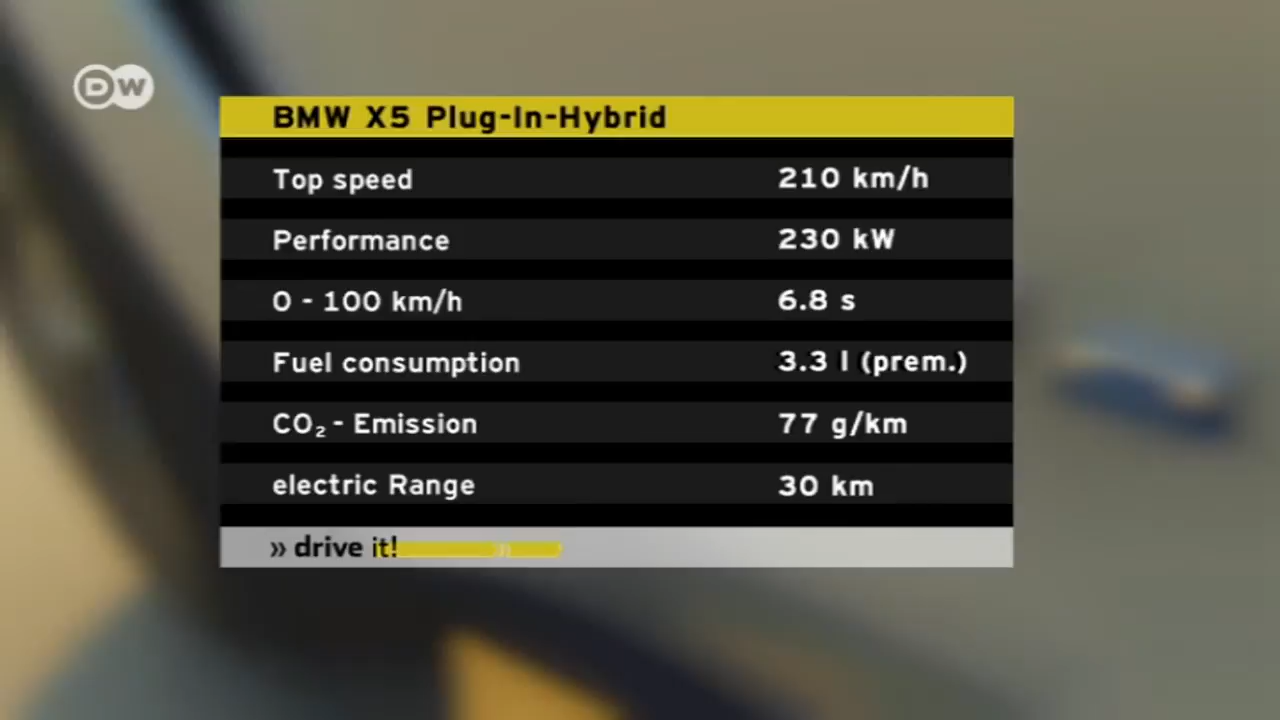 DW
BMW X5 Plug-In-Hybrid
Top speed 210 km/h
Performance 230 kW
0 - 100 km/h 6.8 s
Fuel consumption 3.3 l (prem.)
CO₂ - Emission 77 g/km
electric Range 30 km
» drive it!